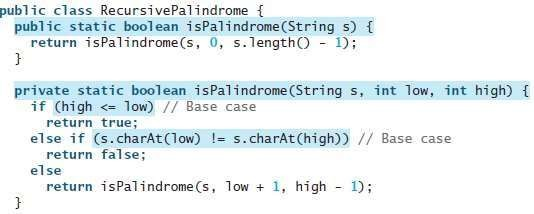 public class RecursivePalindrome {
  public static boolean isPalindrome(String s) {
    return isPalindrome(s, 0, s.length() - 1);
  }

  private static boolean isPalindrome(String s, int low, int high) {
    if (high <= low) // Base case
      return true;
    else if (s.charAt(low) != s.charAt(high)) // Base case
      return false;
    else
      return isPalindrome(s, low + 1, high - 1);
  }